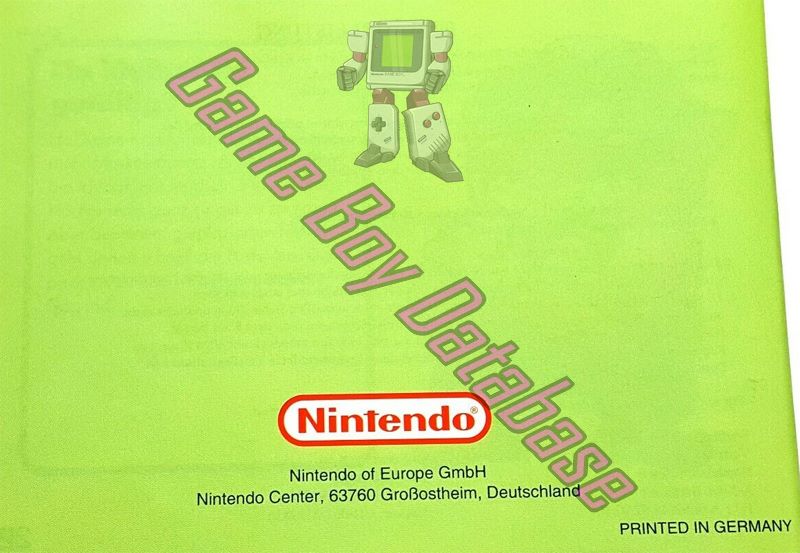 Game Boy Database
Nintendo®
Nintendo of Europe GmbH
Nintendo Center, 63760 Großostheim, Deutschland
PRINTED IN GERMANY